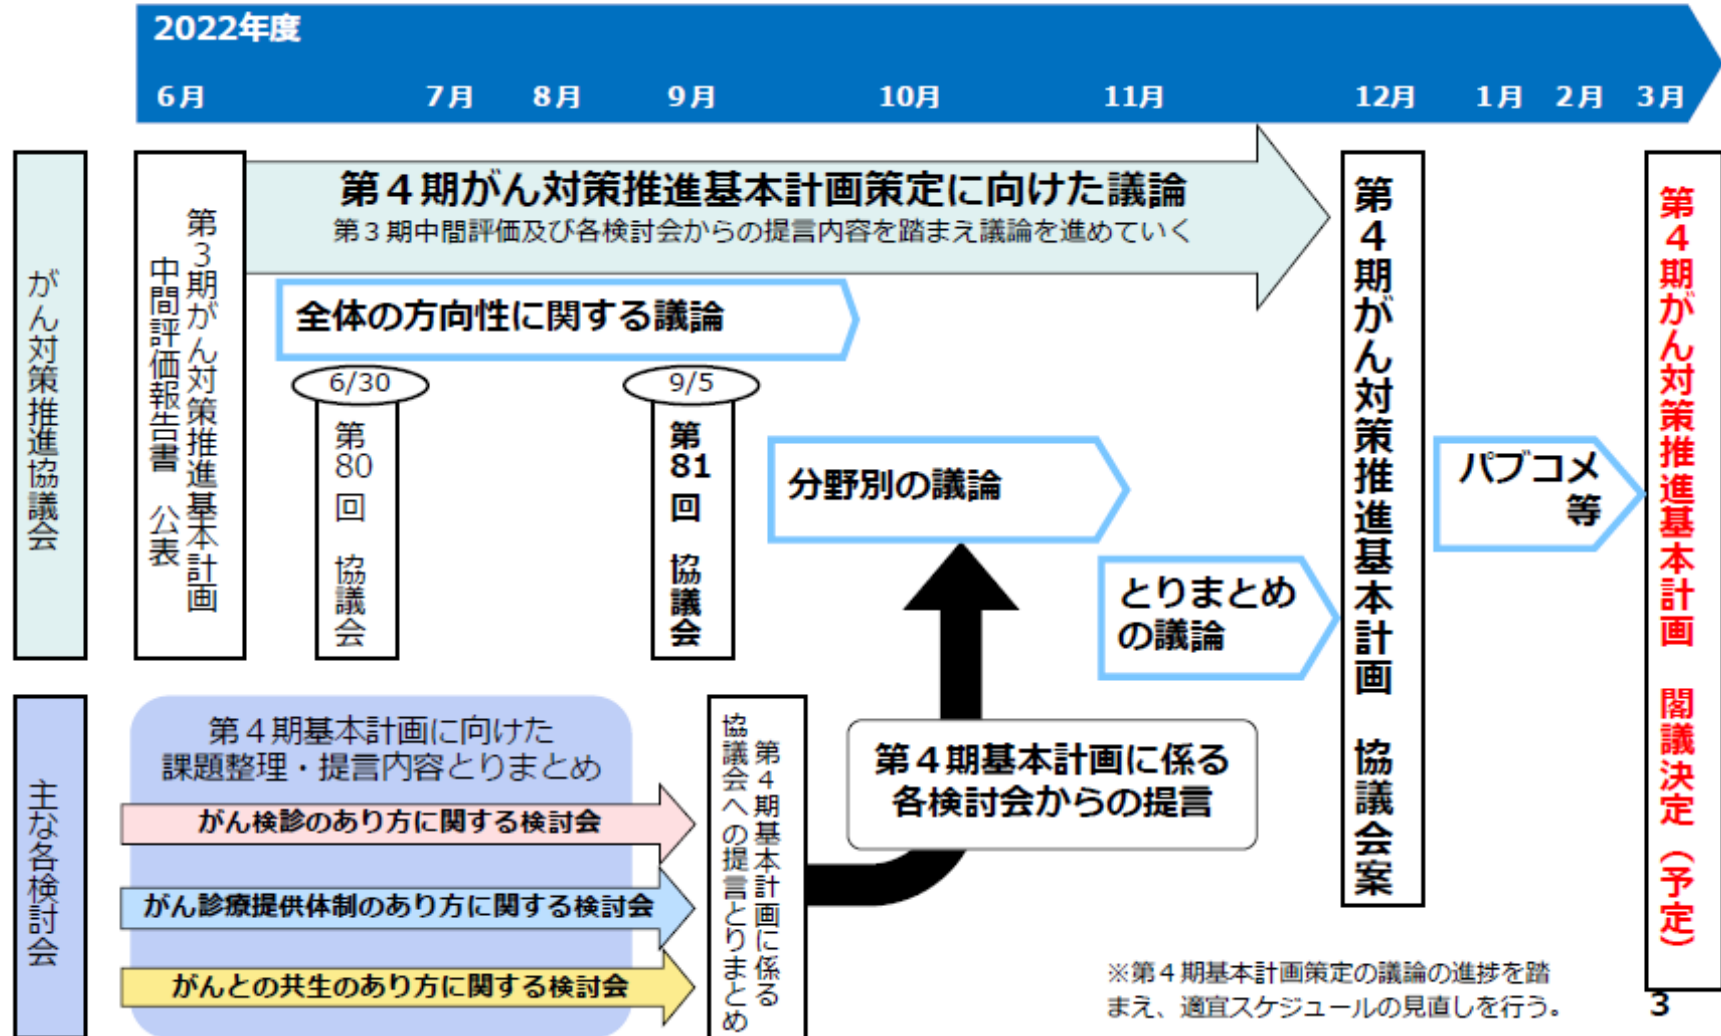 2022年度
6月 7月 8月 9月 10月 11月 12月 1月 2月 3月
がん対策推進協議会
第3期がん対策推進基本計画
中間評価報告書　公表
第４期がん対策推進基本計画策定に向けた議論
第３期中間評価及び各検討会からの提言内容を踏まえ議論を進めていく
全体の方向性に関する議論
6/30
第80回　協議会
9/5
第81回　協議会
分野別の議論
とりまとめ
の議論
第４期がん対策推進基本計画　協議会案
パブコメ
等
第４期がん対策推進基本計画　閣議決定（予定）
主な各検討会
第４期基本計画に向けた
課題整理・提言内容とりまとめ
がん検診のあり方に関する検討会
がん診療提供体制のあり方に関する検討会
がんとの共生のあり方に関する検討会
第４期基本計画に係る
協議会への提言とりまとめ
第４期基本計画に係る
各検討会からの提言
※第４期基本計画策定の議論の進捗を踏
まえ、適宜スケジュールの見直しを行う。
3